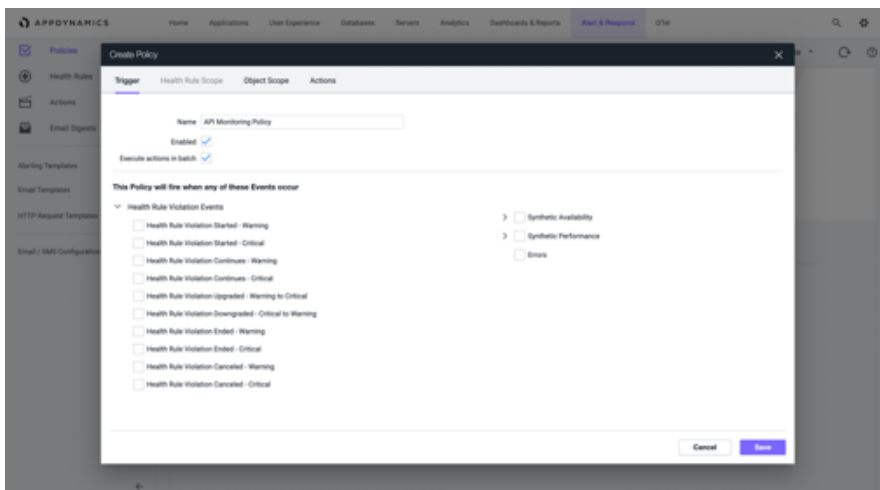 APPDYNAMICS
Home Applications User Experience Databases Servers Analytics Dashboards & Reports Alert & Respond OTel
Policies
Health Rules
Actions
Email Digests
Alerting Templates
Email Templates
HTTP Request Templates
Email / SMS Configuration
Create Policy
Trigger Health Rule Scope Object Scope Actions
Name API Monitoring Policy
Enabled
Execute actions in batch
This Policy will fire when any of these Events occur
Health Rule Violation Events
Health Rule Violation Started - Warning
Health Rule Violation Started - Critical
Health Rule Violation Continues - Warning
Health Rule Violation Continues - Critical
Health Rule Violation Upgraded - Warning to Critical
Health Rule Violation Downgraded - Critical to Warning
Health Rule Violation Ended - Warning
Health Rule Violation Ended - Critical
Health Rule Violation Canceled - Warning
Health Rule Violation Canceled - Critical
Synthetic Availability
Synthetic Performance
Errors
Cancel Save